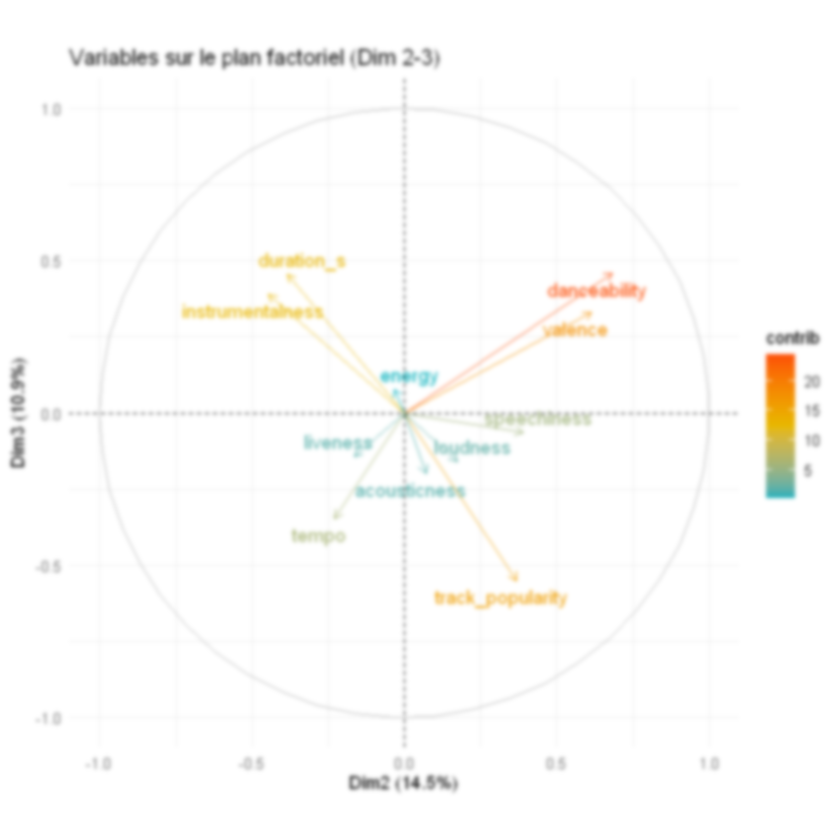 Variables sur le plan factoriel (Dim 2-3)
1.0
0.5
0.0
-0.5
-1.0
Dim3 (10.9%)
duration_s
instrumentalness
danceability
valence
energy
speechiness
liveness
loudness
acousticness
tempo
track_popularity
-1.0
-0.5
0.0
0.5
1.0
Dim2 (14.5%)
contrib
20
15
10
5